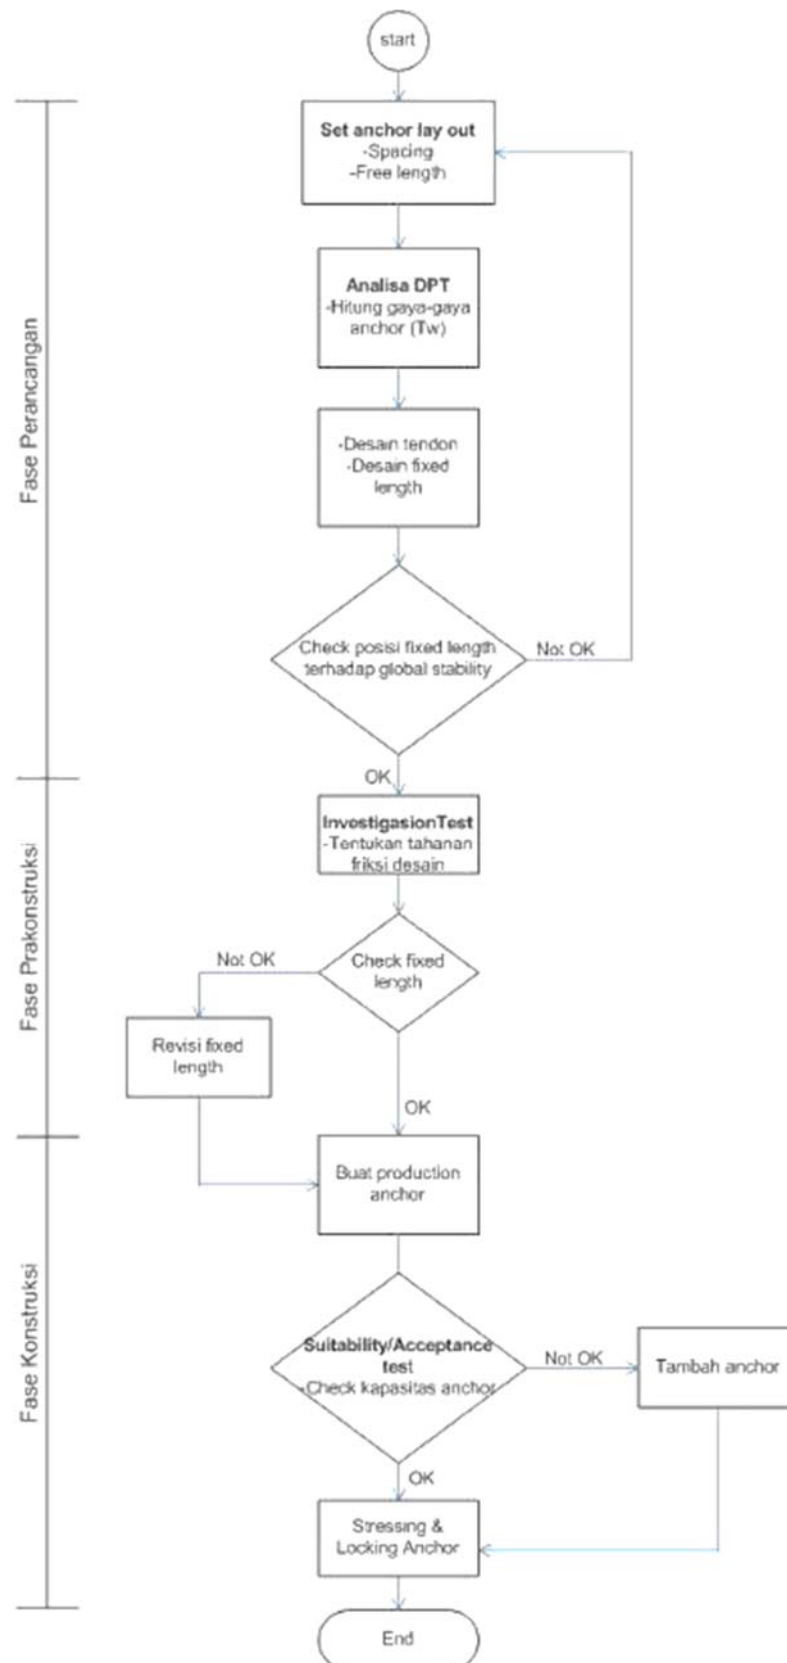 start
Set anchor lay out
-Spacing
-Free length
Analisa DPT
-Hitung gaya-gaya
anchor (Tw)
Fase Perancangan
-Desain tendon
-Desain fixed
length
Check posisi fixed length
terhadap global stability
Not OK
OK
InvestigasionTest
-Tentukan tahanan
friksi desain
Fase Prakonstruksi
Not OK
Check fixed
length
Revisi fixed
length
OK
Buat production
anchor
Fase Konstruksi
Suitability/Acceptance
test
-Check kapasitas anchor
Not OK
Tambah anchor
OK
Stressing &
Locking Anchor
End